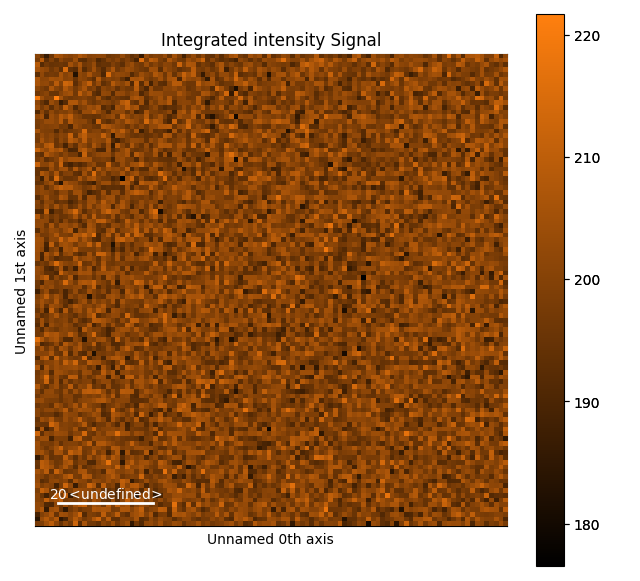 Integrated intensity Signal
Unnamed 1st axis
20 <undefined>
Unnamed 0th axis
220
210
200
190
180